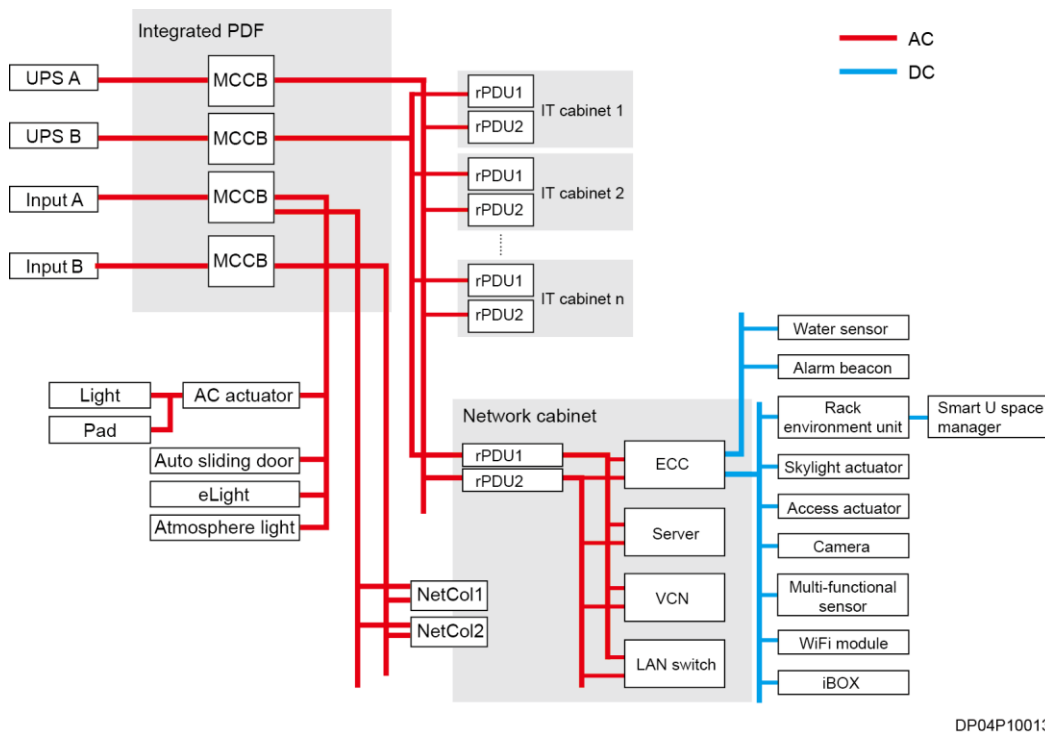 Integrated PDF
AC
DC
UPS A
MCCB
UPS B
MCCB
Input A
MCCB
Input B
MCCB
rPDU1
rPDU2
IT cabinet 1
rPDU1
rPDU2
IT cabinet 2
rPDU1
rPDU2
IT cabinet n
Light
Pad
AC actuator
Auto sliding door
eLight
Atmosphere light
Network cabinet
rPDU1
rPDU2
ECC
Server
VCN
LAN switch
NetCol1
NetCol2
Water sensor
Alarm beacon
Rack
environment unit
Smart U space
manager
Skylight actuator
Access actuator
Camera
Multi-functional
sensor
WiFi module
iBOX
DP04P10013